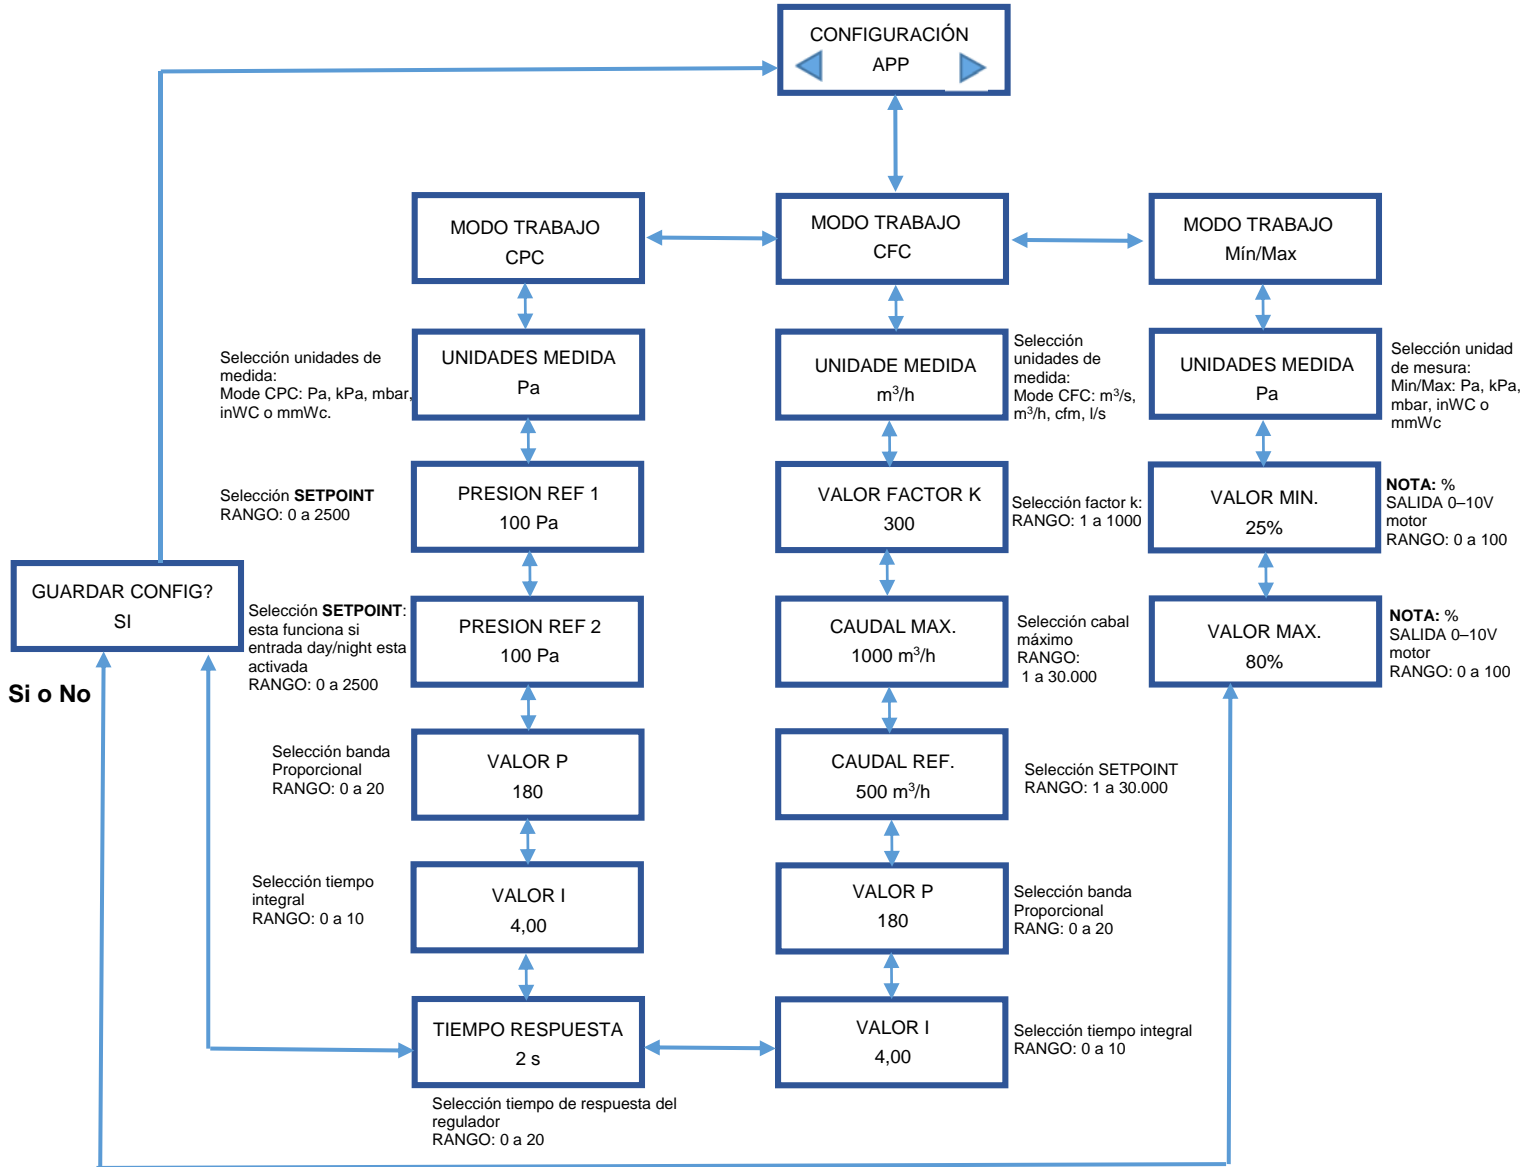 CONFIGURACIÓN
APP
MODO TRABAJO
CPC
MODO TRABAJO
CFC
MODO TRABAJO
Mín/Max
Selección unidades de
medida:
Mode CPC: Pa, kPa, mbar,
inWC o mmWc.
UNIDADES MEDIDA
Pa
UNIDADE MEDIDA
m³/h
Selección
unidades de
medida:
Mode CFC: m³/s,
m³/h, cfm, l/s
UNIDADES MEDIDA
Pa
Selección unidad
de mesura:
Min/Max: Pa, kPa,
mbar, inWC o
mmWc
Selección SETPOINT
RANGO: 0 a 2500
PRESION REF 1
100 Pa
VALOR FACTOR K
300
Selección factor k:
RANGO: 1 a 1000
VALOR MIN.
25%
NOTA: %
SALIDA 0–10V
motor
RANGO: 0 a 100
GUARDAR CONFIG?
SI
Si o No
Selección SETPOINT:
esta funciona si
entrada day/night esta
activada
RANGO: 0 a 2500
PRESION REF 2
100 Pa
CAUDAL MAX.
1000 m³/h
Selección cabal
máximo
RANGO:
1 a 30.000
VALOR MAX.
80%
NOTA: %
SALIDA 0–10V
motor
RANGO: 0 a 100
Selección banda
Proporcional
RANGO: 0 a 20
VALOR P
180
CAUDAL REF.
500 m³/h
Selección SETPOINT
RANGO: 1 a 30.000
Selección tiempo
integral
RANGO: 0 a 10
VALOR I
4,00
VALOR P
180
Selección banda
Proporcional
RANG: 0 a 20
TIEMPO RESPUESTA
2 s
VALOR I
4,00
Selección tiempo integral
RANGO: 0 a 10
Selección tiempo de respuesta del
regulador
RANGO: 0 a 20